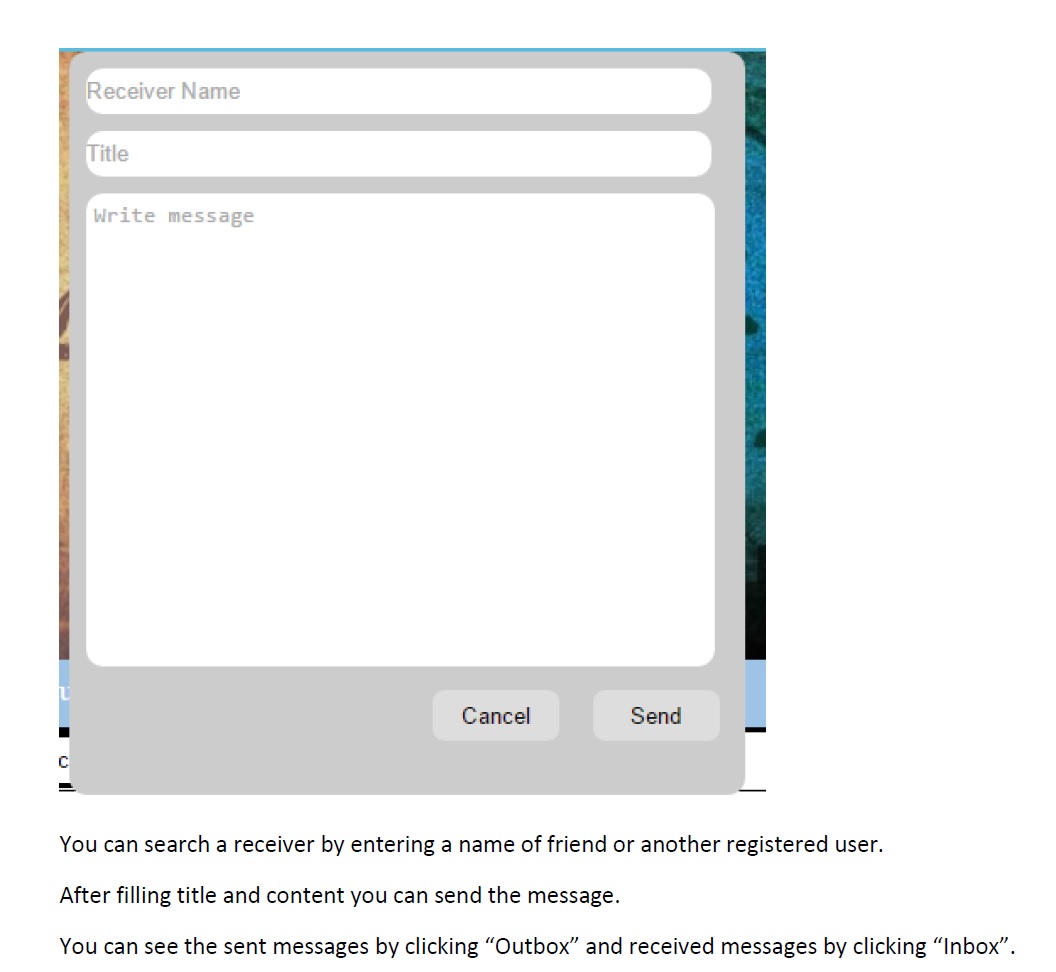 Receiver Name
Title
Write message
Cancel Send
You can search a receiver by entering a name of friend or another registered user.
After filling title and content you can send the message.
You can see the sent messages by clicking “Outbox” and received messages by clicking “Inbox”.